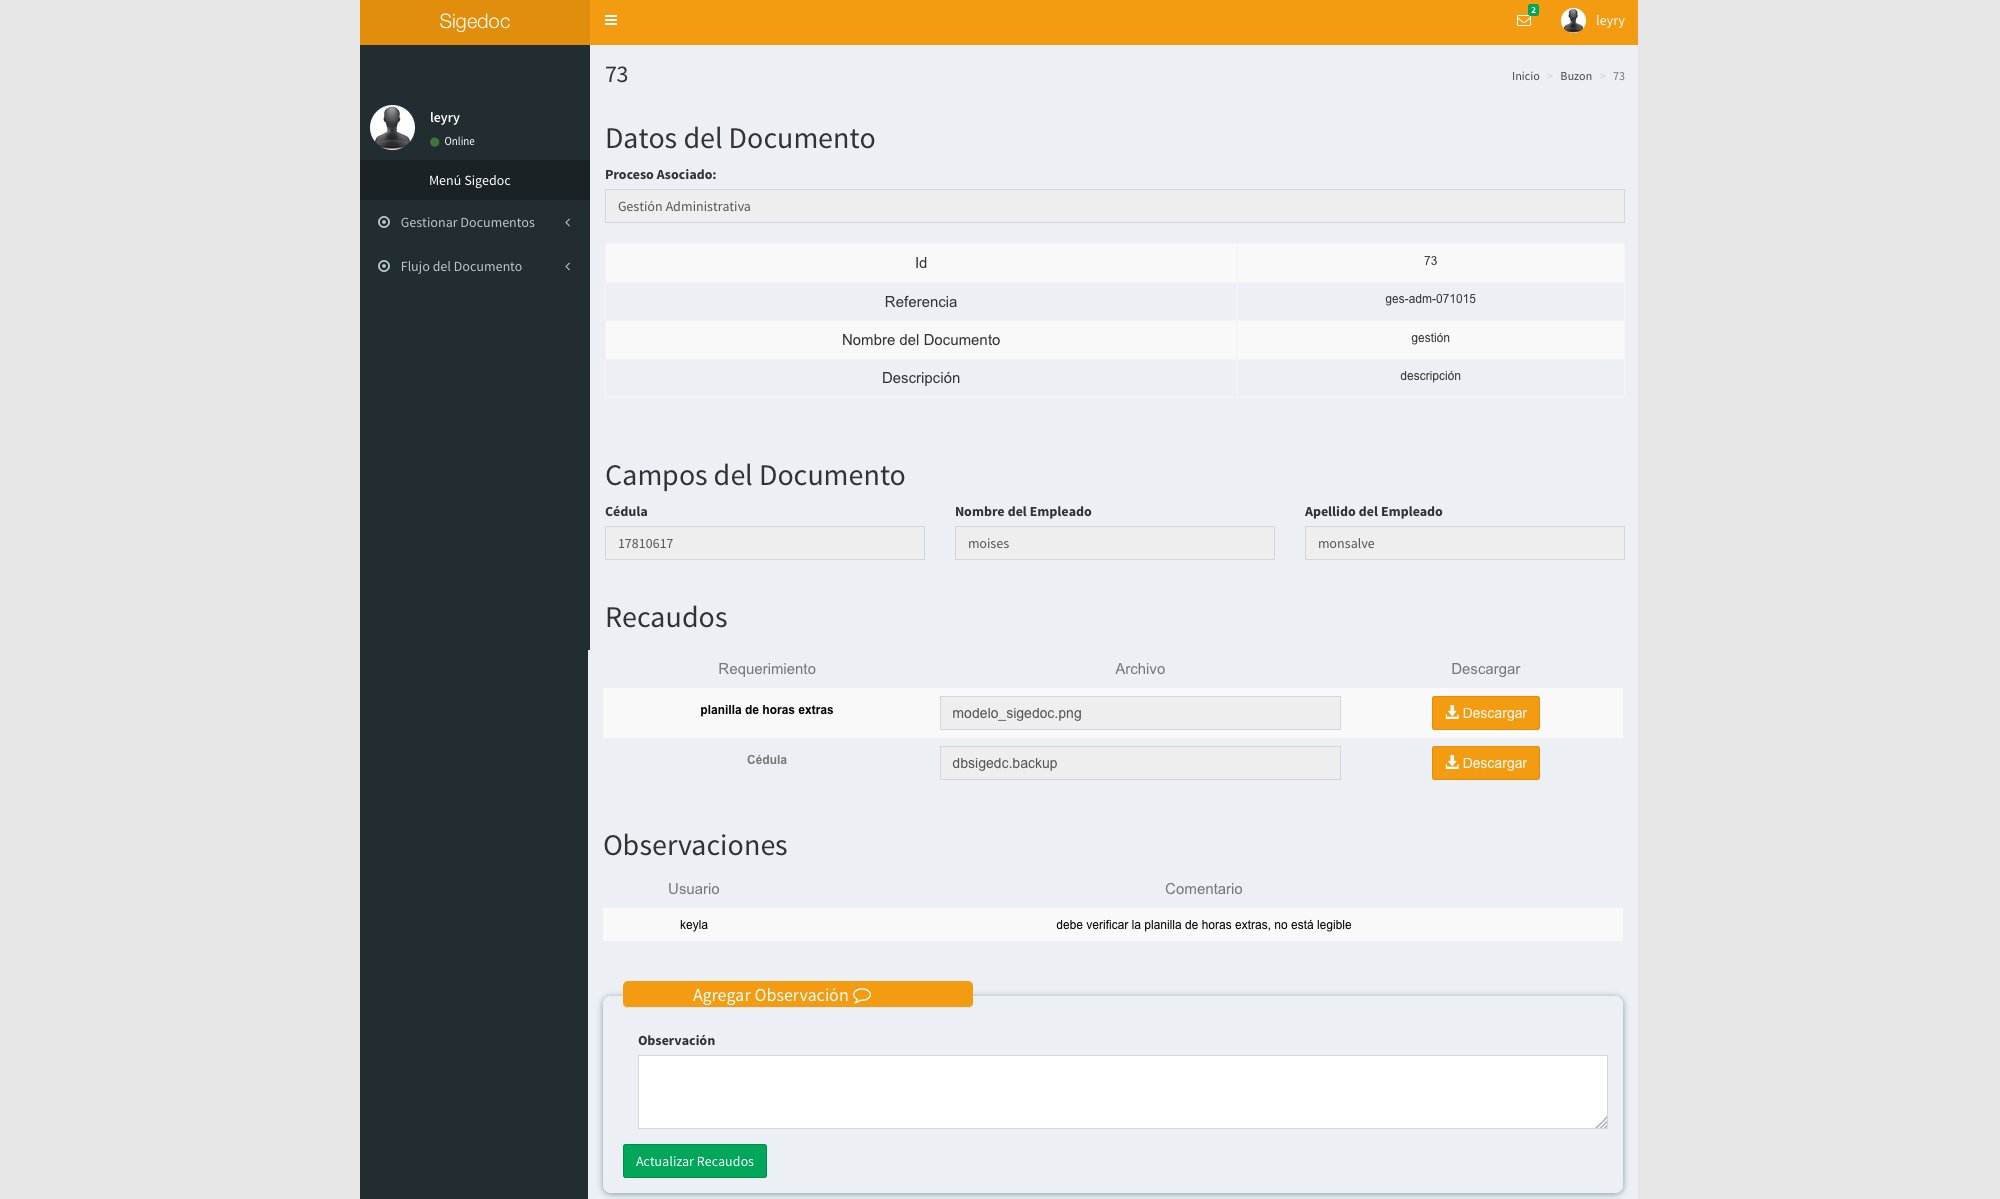 Sigedoc
2
leyry
73
Inicio > Buzon > 73
leyry
Online
Menú Sigedoc
Gestionar Documentos
Flujo del Documento
Datos del Documento
Proceso Asociado:
Gestión Administrativa
Id 73
Referencia ges-adm-071015
Nombre del Documento gestión
Descripción descripción
Campos del Documento
Cédula Nombre del Empleado Apellido del Empleado
17810617 moises monsalve
Recaudos
Requerimiento Archivo Descargar
planilla de horas extras modelo_sigedoc.png Descargar
Cédula dbsigedc.backup Descargar
Observaciones
Usuario Comentario
keyla debe verificar la planilla de horas extras, no está legible
Agregar Observación
Observación
Actualizar Recaudos